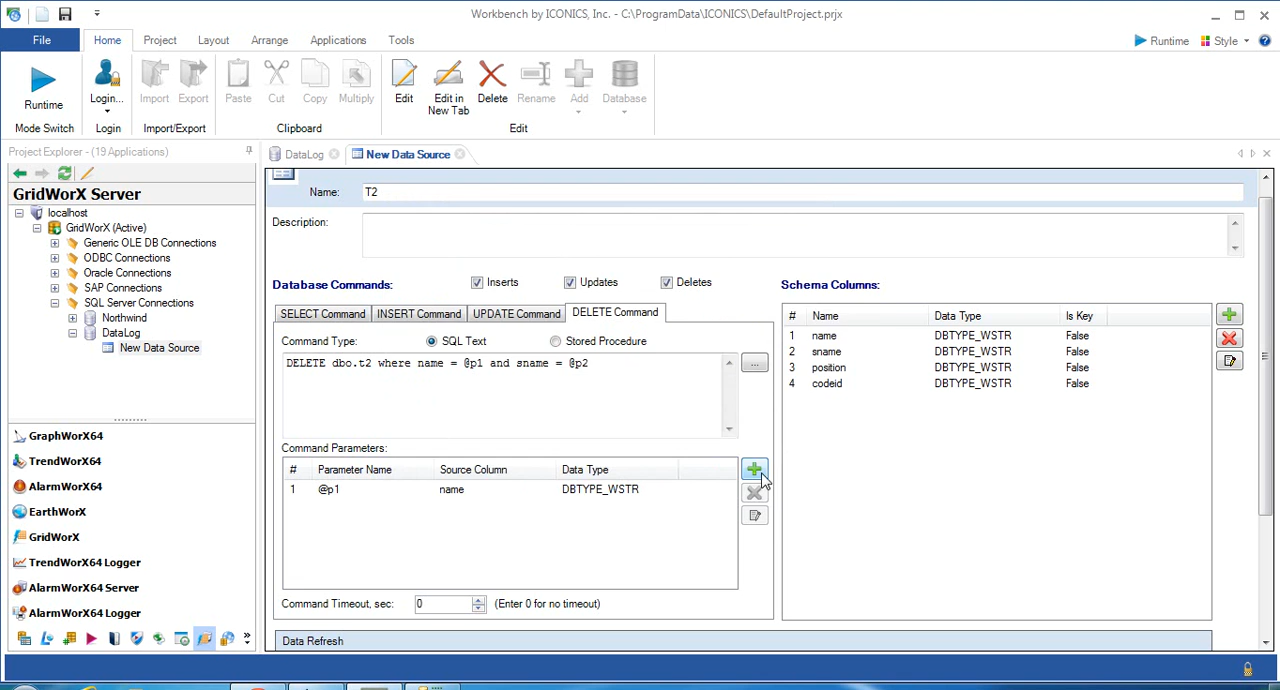 Workbench by ICONICS, Inc. - C:\ProgramData\ICONICS\DefaultProject.prjx
File Home Project Layout Arrange Applications Tools Runtime Style
Runtime Login... Import Export Paste Cut Copy Multiply Edit Edit in New Tab Delete Rename Add Database
Mode Switch Login Import/Export Clipboard Edit
Project Explorer - (19 Applications)
DataLog New Data Source
GridWorX Server
localhost
GridWorX (Active)
Generic OLE DB Connections
ODBC Connections
Oracle Connections
SAP Connections
SQL Server Connections
Northwind
DataLog
New Data Source
GraphWorX64
TrendWorX64
AlarmWorX64
EarthWorX
GridWorX
TrendWorX64 Logger
AlarmWorX64 Server
AlarmWorX64 Logger
Name: T2
Description:
Database Commands: Inserts Updates Deletes
SELECT Command INSERT Command UPDATE Command DELETE Command
Command Type: SQL Text Stored Procedure
DELETE dbo.t2 where name = @p1 and sname = @p2
...
Command Parameters:
# Parameter Name Source Column Data Type
1 @p1 name DBTYPE_WSTR
Command Timeout, sec: 0 (Enter 0 for no timeout)
Data Refresh
Schema Columns:
# Name Data Type Is Key
1 name DBTYPE_WSTR False
2 sname DBTYPE_WSTR False
3 position DBTYPE_WSTR False
4 codeid DBTYPE_WSTR False